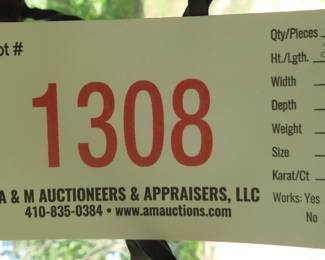 ot #
1308
A & M AUCTIONEERS & APPRAISERS, LLC
410-835-0384 • www.amauctions.com
Qty/Pieces
Ht./Lgth.
Width
Depth
Weight
Size
Karat/Ct
Works: Yes
No